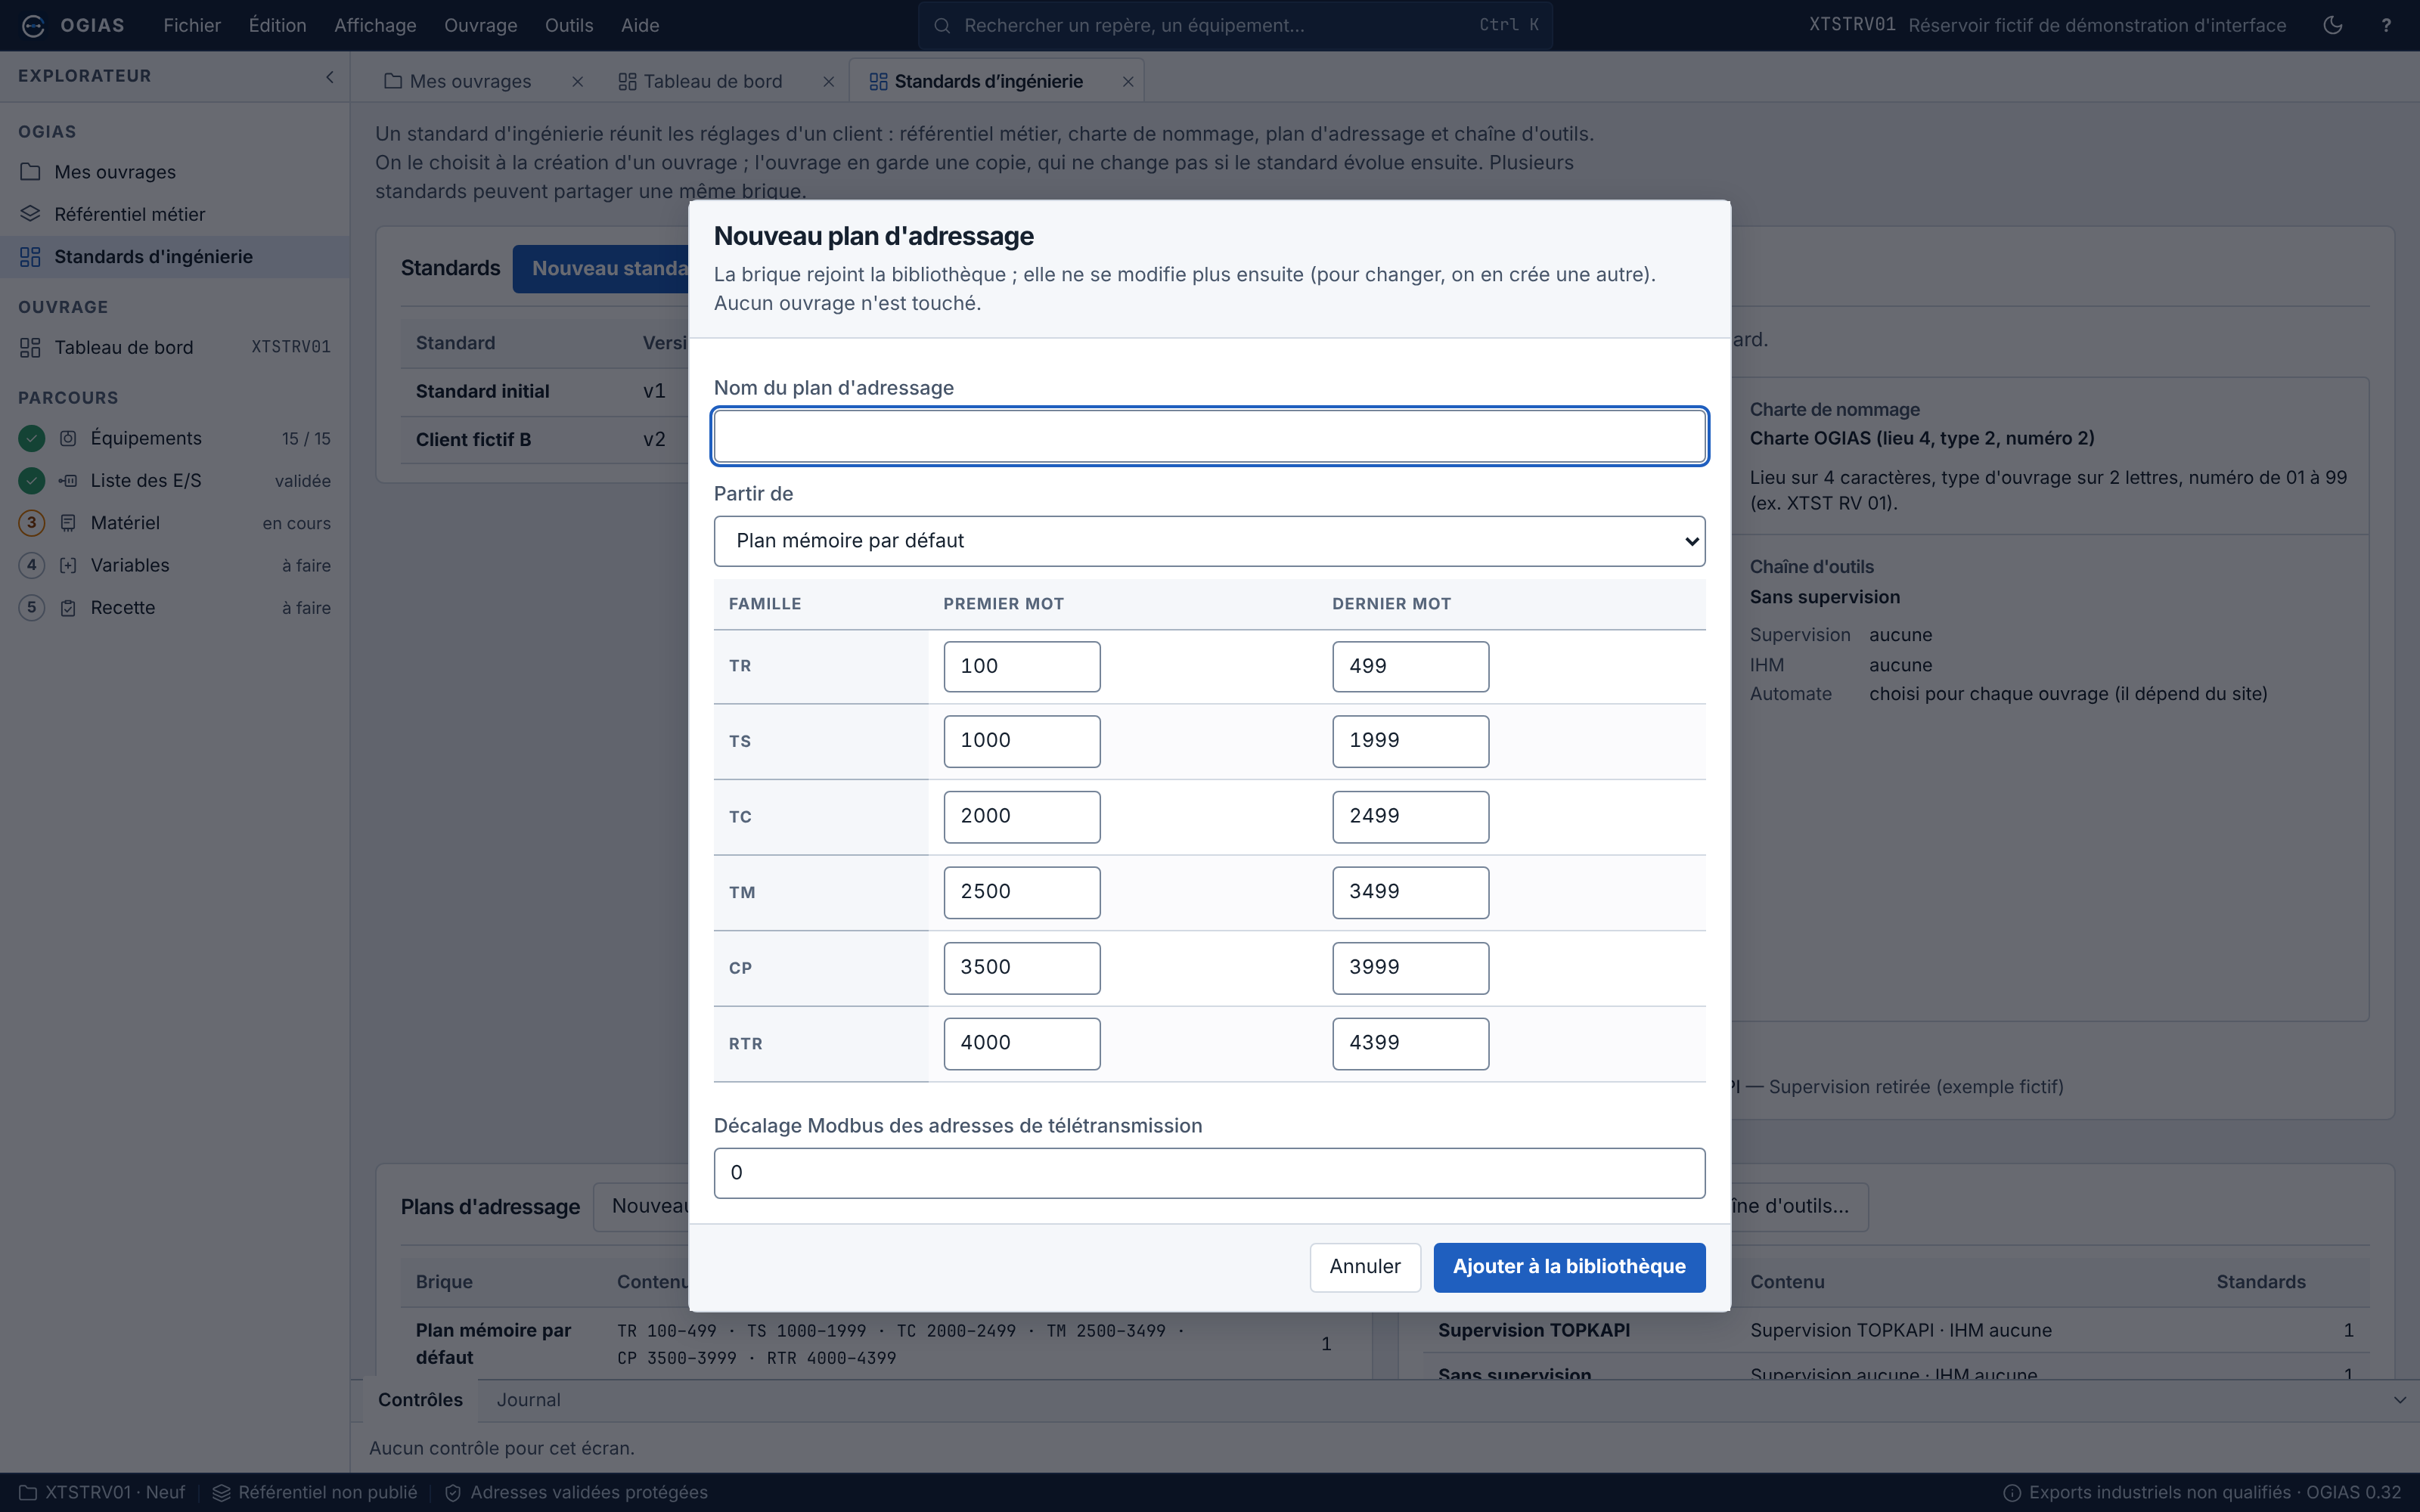 OGIAS
Fichier Édition Affichage Ouvrage Outils Aide
Rechercher un repère, un équipement... Ctrl K
XTSTRV01 Réservoir fictif de démonstration d'interface ?
EXPLORATEUR
Mes ouvrages Tableau de bord Standards d'ingénierie
OGIAS
Mes ouvrages
Référentiel métier
Standards d'ingénierie
OUVRAGE
Tableau de bord XTSTRV01
PARCOURS
Équipements 15 / 15
Liste des E/S validée
3 Matériel en cours
4 Variables à faire
5 Recette à faire
Un standard d'ingénierie réunit les réglages d'un client : référentiel métier, charte de nommage, plan d'adressage et chaîne d'outils.
On le choisit à la création d'un ouvrage ; l'ouvrage en garde une copie, qui ne change pas si le standard évolue ensuite. Plusieurs
standards peuvent partager une même brique.
Standards Nouveau standa
Standard Versi
Standard initial v1
Client fictif B v2
Nouveau plan d'adressage
La brique rejoint la bibliothèque ; elle ne se modifie plus ensuite (pour changer, on en crée une autre).
Aucun ouvrage n'est touché.
Nom du plan d'adressage
Partir de
Plan mémoire par défaut
FAMILLE PREMIER MOT DERNIER MOT
TR 100 499
TS 1000 1999
TC 2000 2499
TM 2500 3499
CP 3500 3999
RTR 4000 4399
Décalage Modbus des adresses de télétransmission
0
Annuler Ajouter à la bibliothèque
ard.
Charte de nommage
Charte OGIAS (lieu 4, type 2, numéro 2)
Lieu sur 4 caractères, type d'ouvrage sur 2 lettres, numéro de 01 à 99
(ex. XTST RV 01).
Chaîne d'outils
Sans supervision
Supervision aucune
IHM aucune
Automate choisi pour chaque ouvrage (il dépend du site)
I — Supervision retirée (exemple fictif)
Plans d'adressage Nouveau
Brique Contenu
Plan mémoire par
défaut
TR 100–499 · TS 1000–1999 · TC 2000–2499 · TM 2500–3499 ·
CP 3500–3999 · RTR 4000–4399
1
îne d'outils...
Contenu Standards
Supervision TOPKAPI Supervision TOPKAPI · IHM aucune 1
Sans supervision Supervision aucune · IHM aucune 1
Contrôles Journal
Aucun contrôle pour cet écran.
XTSTRV01 · Neuf Référentiel non publié Adresses validées protégées
Exports industriels non qualifiés · OGIAS 0.32